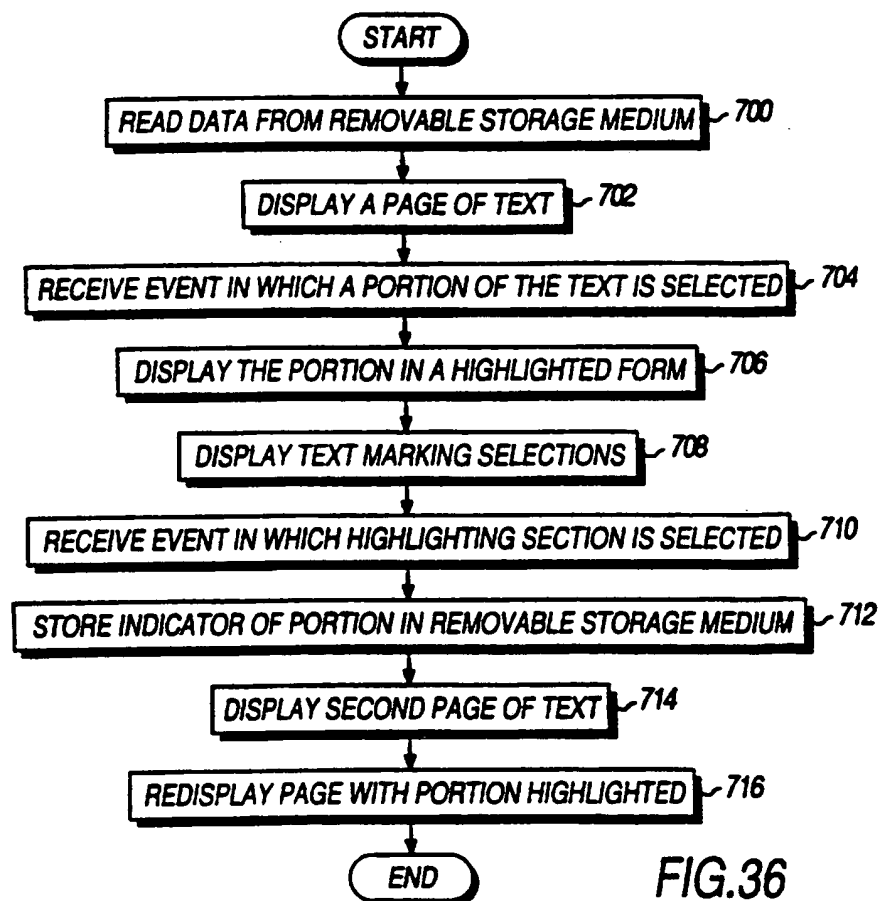 START
READ DATA FROM REMOVABLE STORAGE MEDIUM 700
DISPLAY A PAGE OF TEXT 702
RECEIVE EVENT IN WHICH A PORTION OF THE TEXT IS SELECTED 704
DISPLAY THE PORTION IN A HIGHLIGHTED FORM 706
DISPLAY TEXT MARKING SELECTIONS 708
RECEIVE EVENT IN WHICH HIGHLIGHTING SECTION IS SELECTED 710
STORE INDICATOR OF PORTION IN REMOVABLE STORAGE MEDIUM 712
DISPLAY SECOND PAGE OF TEXT 714
REDISPLAY PAGE WITH PORTION HIGHLIGHTED 716
END
FIG.36